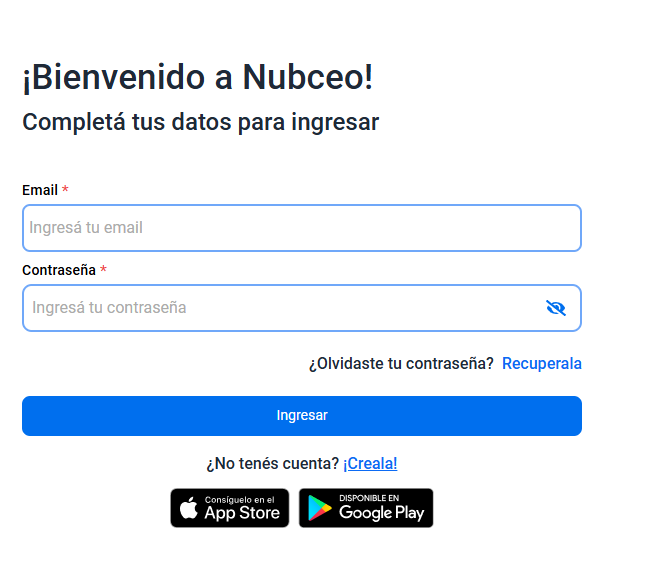 ¡Bienvenido a Nubceo!
Completá tus datos para ingresar
Email *
Ingresá tu email
Contraseña *
Ingresá tu contraseña
¿Olvidaste tu contraseña? Recuperala
Ingresar
¿No tenés cuenta? ¡Creala!
Consíguelo en el
App Store
DISPONIBLE EN
Google Play